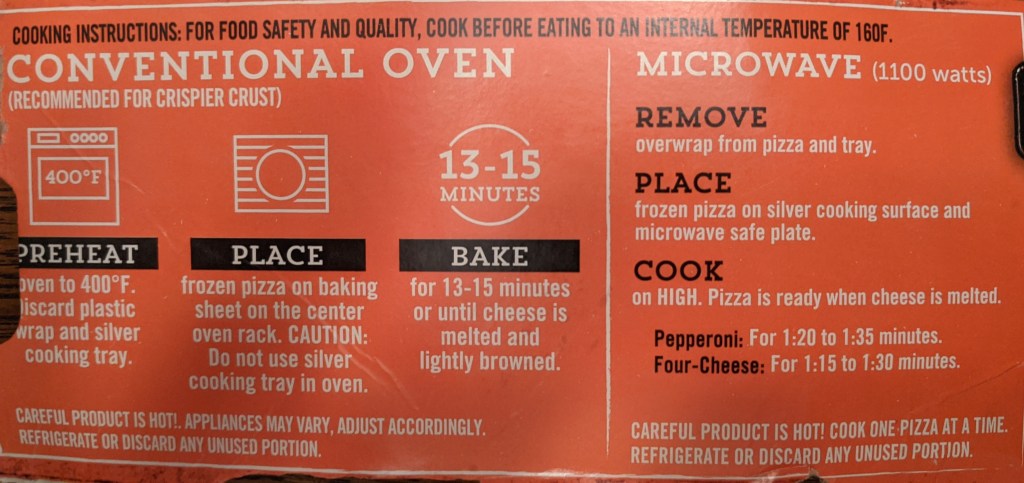 COOKING INSTRUCTIONS: FOR FOOD SAFETY AND QUALITY, COOK BEFORE EATING TO AN INTERNAL TEMPERATURE OF 160F.
CONVENTIONAL OVEN
(RECOMMENDED FOR CRISPIER CRUST)
400°F
PREHEAT
oven to 400°F.
Discard plastic
wrap and silver
cooking tray.
PLACE
frozen pizza on baking
sheet on the center
oven rack. CAUTION:
Do not use silver
cooking tray in oven.
13-15
MINUTES
BAKE
for 13-15 minutes
or until cheese is
melted and
lightly browned.
CAREFUL PRODUCT IS HOT!. APPLIANCES MAY VARY, ADJUST ACCORDINGLY.
REFRIGERATE OR DISCARD ANY UNUSED PORTION.
MICROWAVE (1100 watts)
REMOVE
overwrap from pizza and tray.
PLACE
frozen pizza on silver cooking surface and
microwave safe plate.
COOK
on HIGH. Pizza is ready when cheese is melted.
Pepperoni: For 1:20 to 1:35 minutes.
Four-Cheese: For 1:15 to 1:30 minutes.
CAREFUL PRODUCT IS HOT! COOK ONE PIZZA AT A TIME.
REFRIGERATE OR DISCARD ANY UNUSED PORTION.